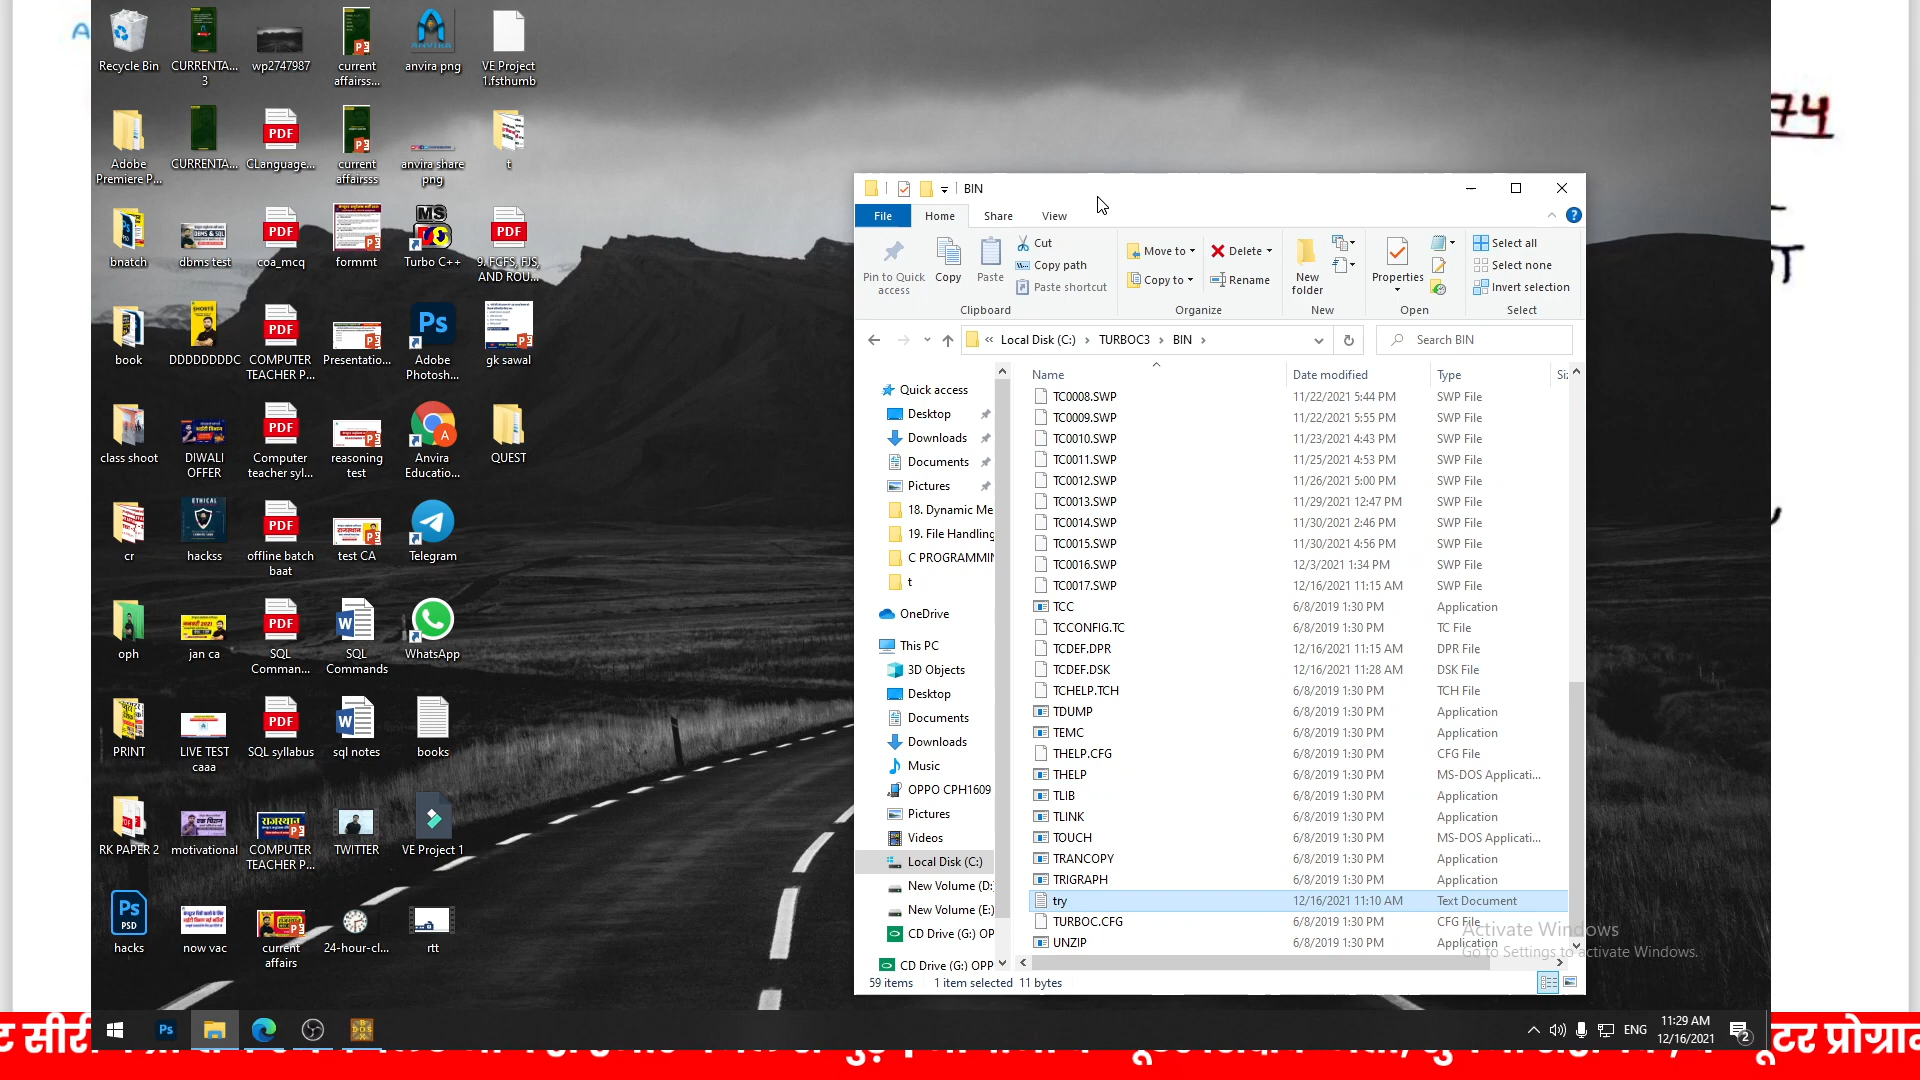 Recycle Bin
CURRENTA... 3
wp2747987
current affairss...
anvira png
VE Project 1.fsthumb
Adobe Premiere P...
CURRENTA...
CLanguage...
current affairsss
anvira share png
t
bnatch
dbms test
coa_mcq
formmt
Turbo C++
9. FCFS, FJS, AND ROU...
book
DDDDDDDDC
COMPUTER TEACHER P...
Presentatio...
Adobe Photosh...
gk sawal
class shoot
DIWALI OFFER
Computer teacher syl...
reasoning test
Anvira Educatio...
QUEST
cr
hackss
offline batch baat
test CA
Telegram
oph
jan ca
SQL Comman...
SQL Commands
WhatsApp
PRINT
LIVE TEST caaa
SQL syllabus
sql notes
books
RK PAPER 2
motivational
COMPUTER TEACHER P...
TWITTER
VE Project 1
hacks
now vac
current affairs
24-hour-cl...
rtt
BIN
File Home Share View
Pin to Quick access
Copy
Paste
Cut
Copy path
Paste shortcut
Clipboard
Move to
Copy to
Delete
Rename
Organize
New folder
New
Properties
Open
Select all
Select none
Invert selection
Select
« Local Disk (C:) › TURBOC3 › BIN ›
Search BIN
Quick access
Desktop
Downloads
Documents
Pictures
18. Dynamic Me
19. File Handling
C PROGRAMMIN
t
OneDrive
This PC
3D Objects
Desktop
Documents
Downloads
Music
OPPO CPH1609
Pictures
Videos
Local Disk (C:)
New Volume (D:
New Volume (E:)
CD Drive (G:) OP
CD Drive (G:) OPP
Name Date modified Type Siz
TC0008.SWP 11/22/2021 5:44 PM SWP File
TC0009.SWP 11/22/2021 5:55 PM SWP File
TC0010.SWP 11/23/2021 4:43 PM SWP File
TC0011.SWP 11/25/2021 4:53 PM SWP File
TC0012.SWP 11/26/2021 5:00 PM SWP File
TC0013.SWP 11/29/2021 12:47 PM SWP File
TC0014.SWP 11/30/2021 2:46 PM SWP File
TC0015.SWP 11/30/2021 4:56 PM SWP File
TC0016.SWP 12/3/2021 1:34 PM SWP File
TC0017.SWP 12/16/2021 11:15 AM SWP File
TCC 6/8/2019 1:30 PM Application
TCCONFIG.TC 6/8/2019 1:30 PM TC File
TCDEF.DPR 12/16/2021 11:15 AM DPR File
TCDEF.DSK 12/16/2021 11:28 AM DSK File
TCHELP.TCH 6/8/2019 1:30 PM TCH File
TDUMP 6/8/2019 1:30 PM Application
TEMC 6/8/2019 1:30 PM Application
THELP.CFG 6/8/2019 1:30 PM CFG File
THELP 6/8/2019 1:30 PM MS-DOS Applicati...
TLIB 6/8/2019 1:30 PM Application
TLINK 6/8/2019 1:30 PM Application
TOUCH 6/8/2019 1:30 PM MS-DOS Applicati...
TRANCOPY 6/8/2019 1:30 PM Application
TRIGRAPH 6/8/2019 1:30 PM Application
try 12/16/2021 11:10 AM Text Document
TURBOC.CFG 6/8/2019 1:30 PM CFG File
UNZIP 6/8/2019 1:30 PM Application
59 items 1 item selected 11 bytes
Activate Windows
Go to Settings to activate Windows.
ENG
11:29 AM
12/16/2021
2